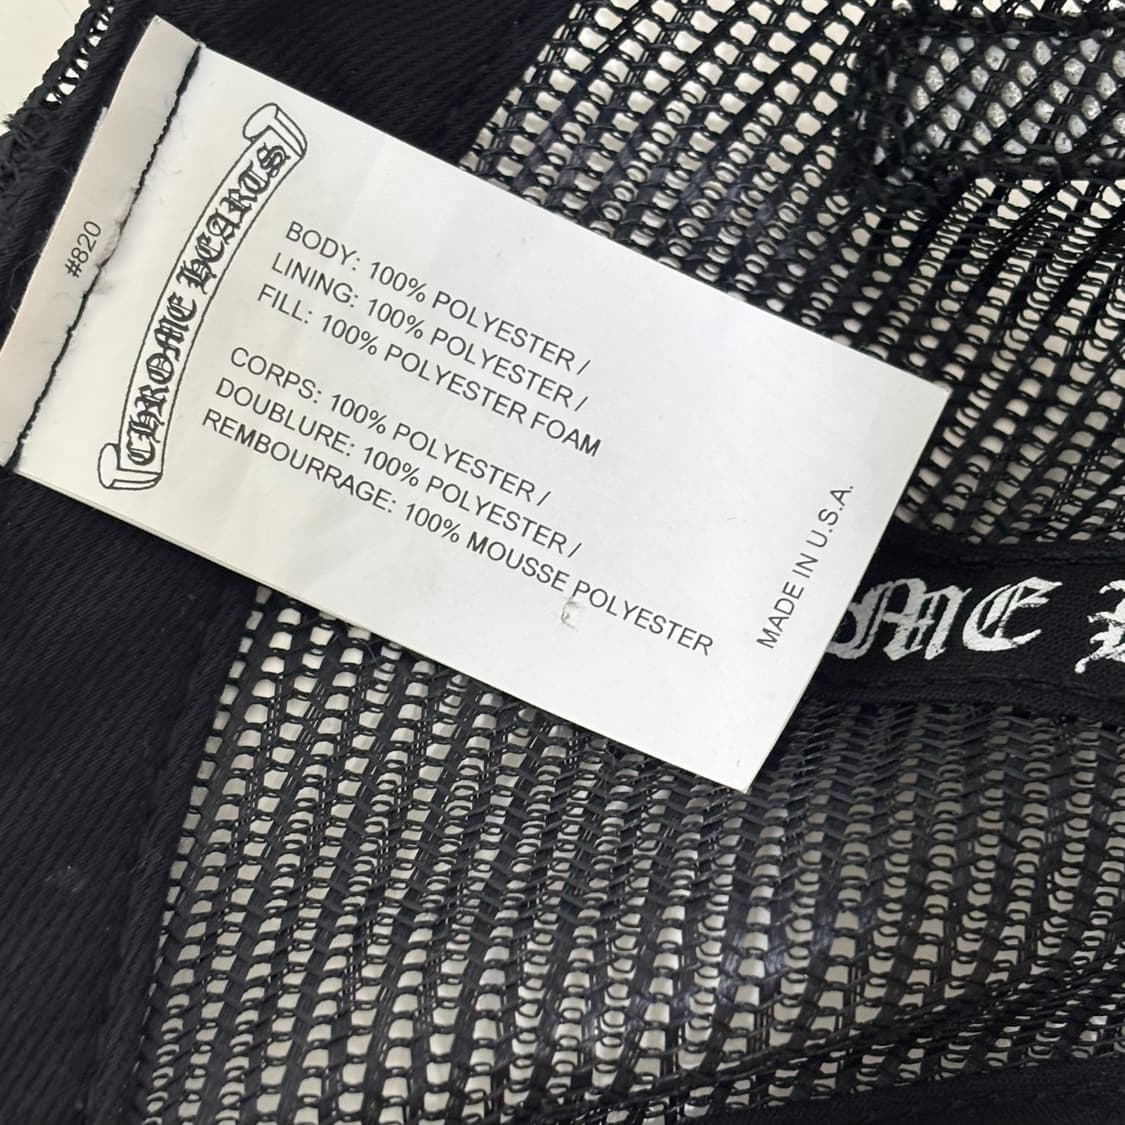 #820
CHROME HEARTS
BODY: 100% POLYESTER /
LINING: 100% POLYESTER /
FILL: 100% POLYESTER FOAM
CORPS: 100% POLYESTER /
DOUBLURE: 100% POLYESTER /
REMBOURRAGE: 100% MOUSSE POLYESTER
MADE IN U.S.A.
OME